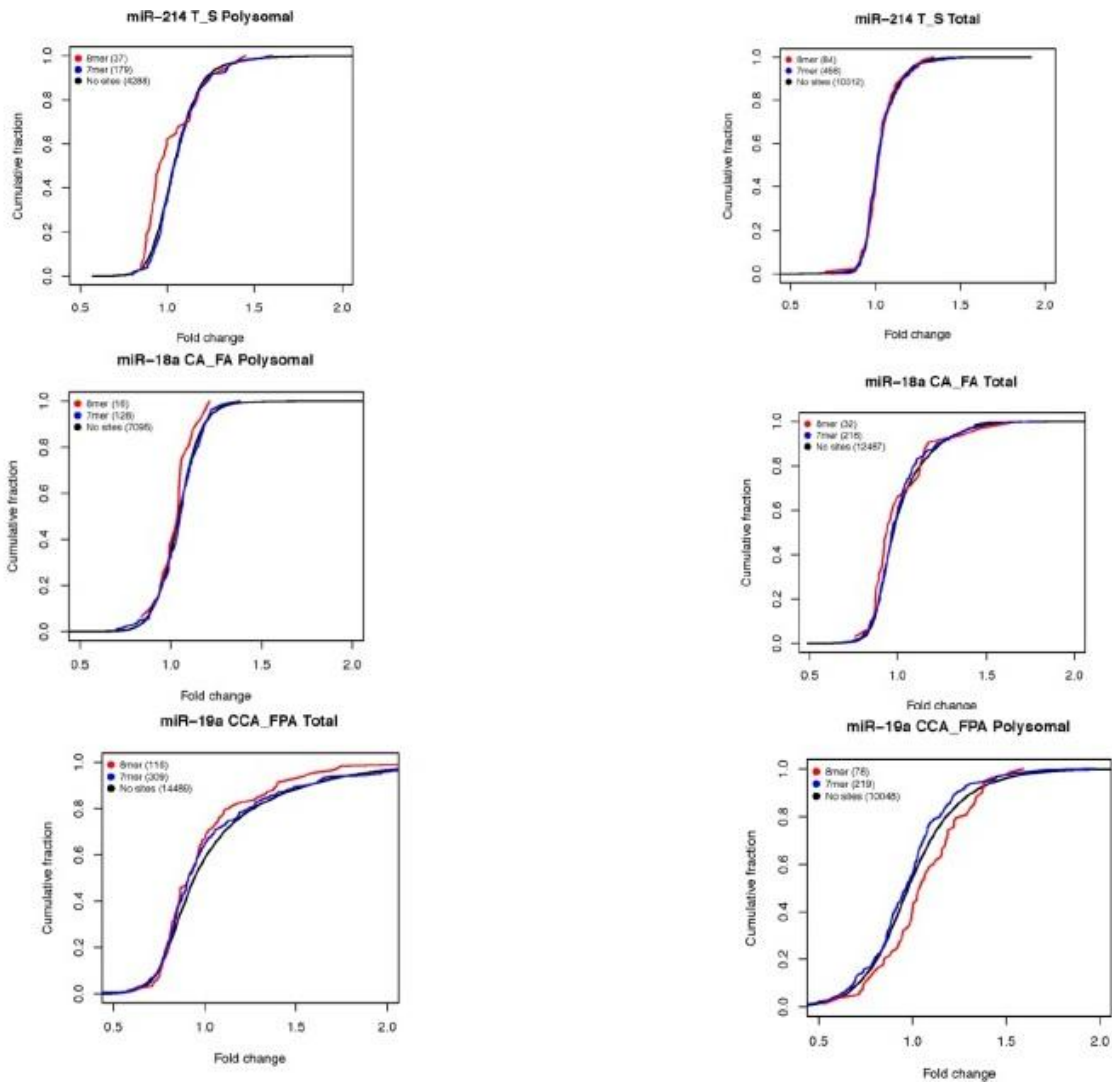 miR-214 T_S Polysomal
8mer (37)
7mer (179)
No sites (4288)
Cumulative fraction
1.0
0.8
0.6
0.4
0.2
0.0
0.5 1.0 1.5 2.0
Fold change
miR-214 T_S Total
8mer (84)
7mer (458)
No sites (10012)
Cumulative fraction
1.0
0.8
0.6
0.4
0.2
0.0
0.5 1.0 1.5 2.0
Fold change
miR-18a CA_FA Polysomal
8mer (16)
7mer (128)
No sites (7095)
Cumulative fraction
1.0
0.8
0.6
0.4
0.2
0.0
0.5 1.0 1.5 2.0
Fold change
miR-18a CA_FA Total
8mer (32)
7mer (218)
No sites (12487)
Cumulative fraction
1.0
0.8
0.6
0.4
0.2
0.0
0.5 1.0 1.5 2.0
Fold change
miR-19a CCA_FPA Total
8mer (116)
7mer (309)
No sites (14489)
Cumulative fraction
1.0
0.8
0.6
0.4
0.2
0.0
0.5 1.0 1.5 2.0
Fold change
miR-19a CCA_FPA Polysomal
8mer (78)
7mer (219)
No sites (10048)
Cumulative fraction
1.0
0.8
0.6
0.4
0.2
0.0
0.5 1.0 1.5 2.0
Fold change